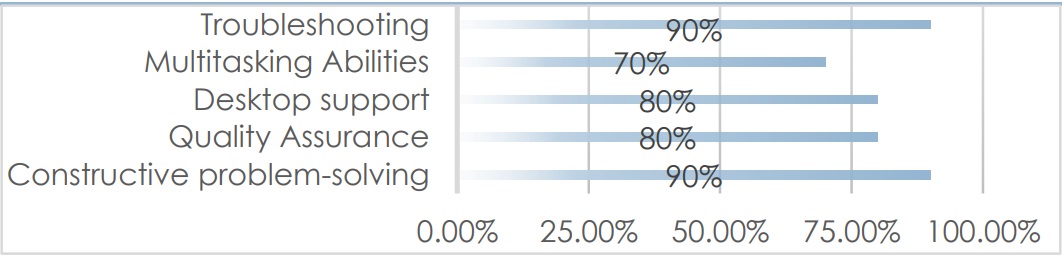 Troubleshooting 90%
Multitasking Abilities 70%
Desktop support 80%
Quality Assurance 80%
Constructive problem-solving 90%
0.00% 25.00% 50.00% 75.00% 100.00%